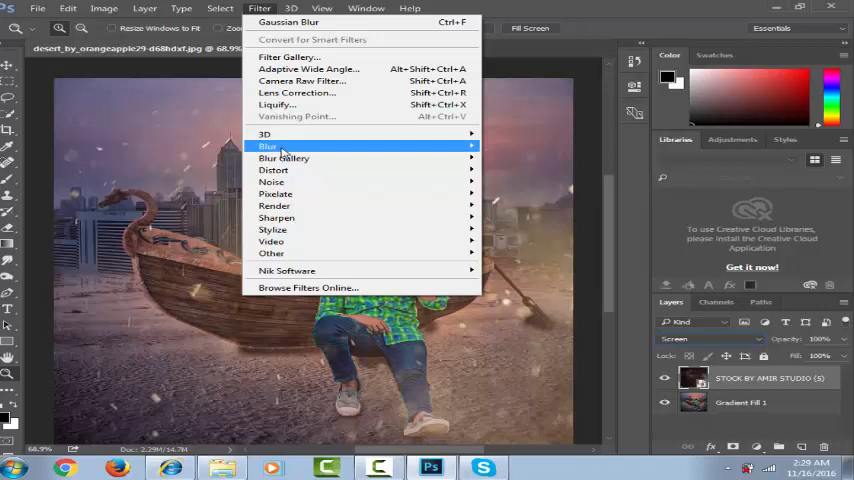 File Edit Image Layer Type Select Filter 3D View Window Help
Resize Windows to Fit
Fill Screen
Essentials
desert_by_orangeapple29-d68hdxf.jpg @ 68.9%
Gaussian Blur Ctrl+F
Convert for Smart Filters
Filter Gallery...
Adaptive Wide Angle... Alt+Shift+Ctrl+A
Camera Raw Filter... Shift+Ctrl+A
Lens Correction... Shift+Ctrl+R
Liquify... Shift+Ctrl+X
Vanishing Point... Alt+Ctrl+V
3D
Blur
Blur Gallery
Distort
Noise
Pixelate
Render
Sharpen
Stylize
Video
Other
Nik Software
Browse Filters Online...
Color Swatches
Libraries Adjustments Styles
To use Creative Cloud Libraries,
please install the Creative Cloud
Application
Get it now!
Layers Channels Paths
Kind
Screen Opacity: 100%
Lock: Fill: 100%
STOCK BY AMIR STUDIO (5)
Gradient Fill 1
68.9% Doc: 2.29M/14.7M
Ps
2:29 AM
11/16/2016